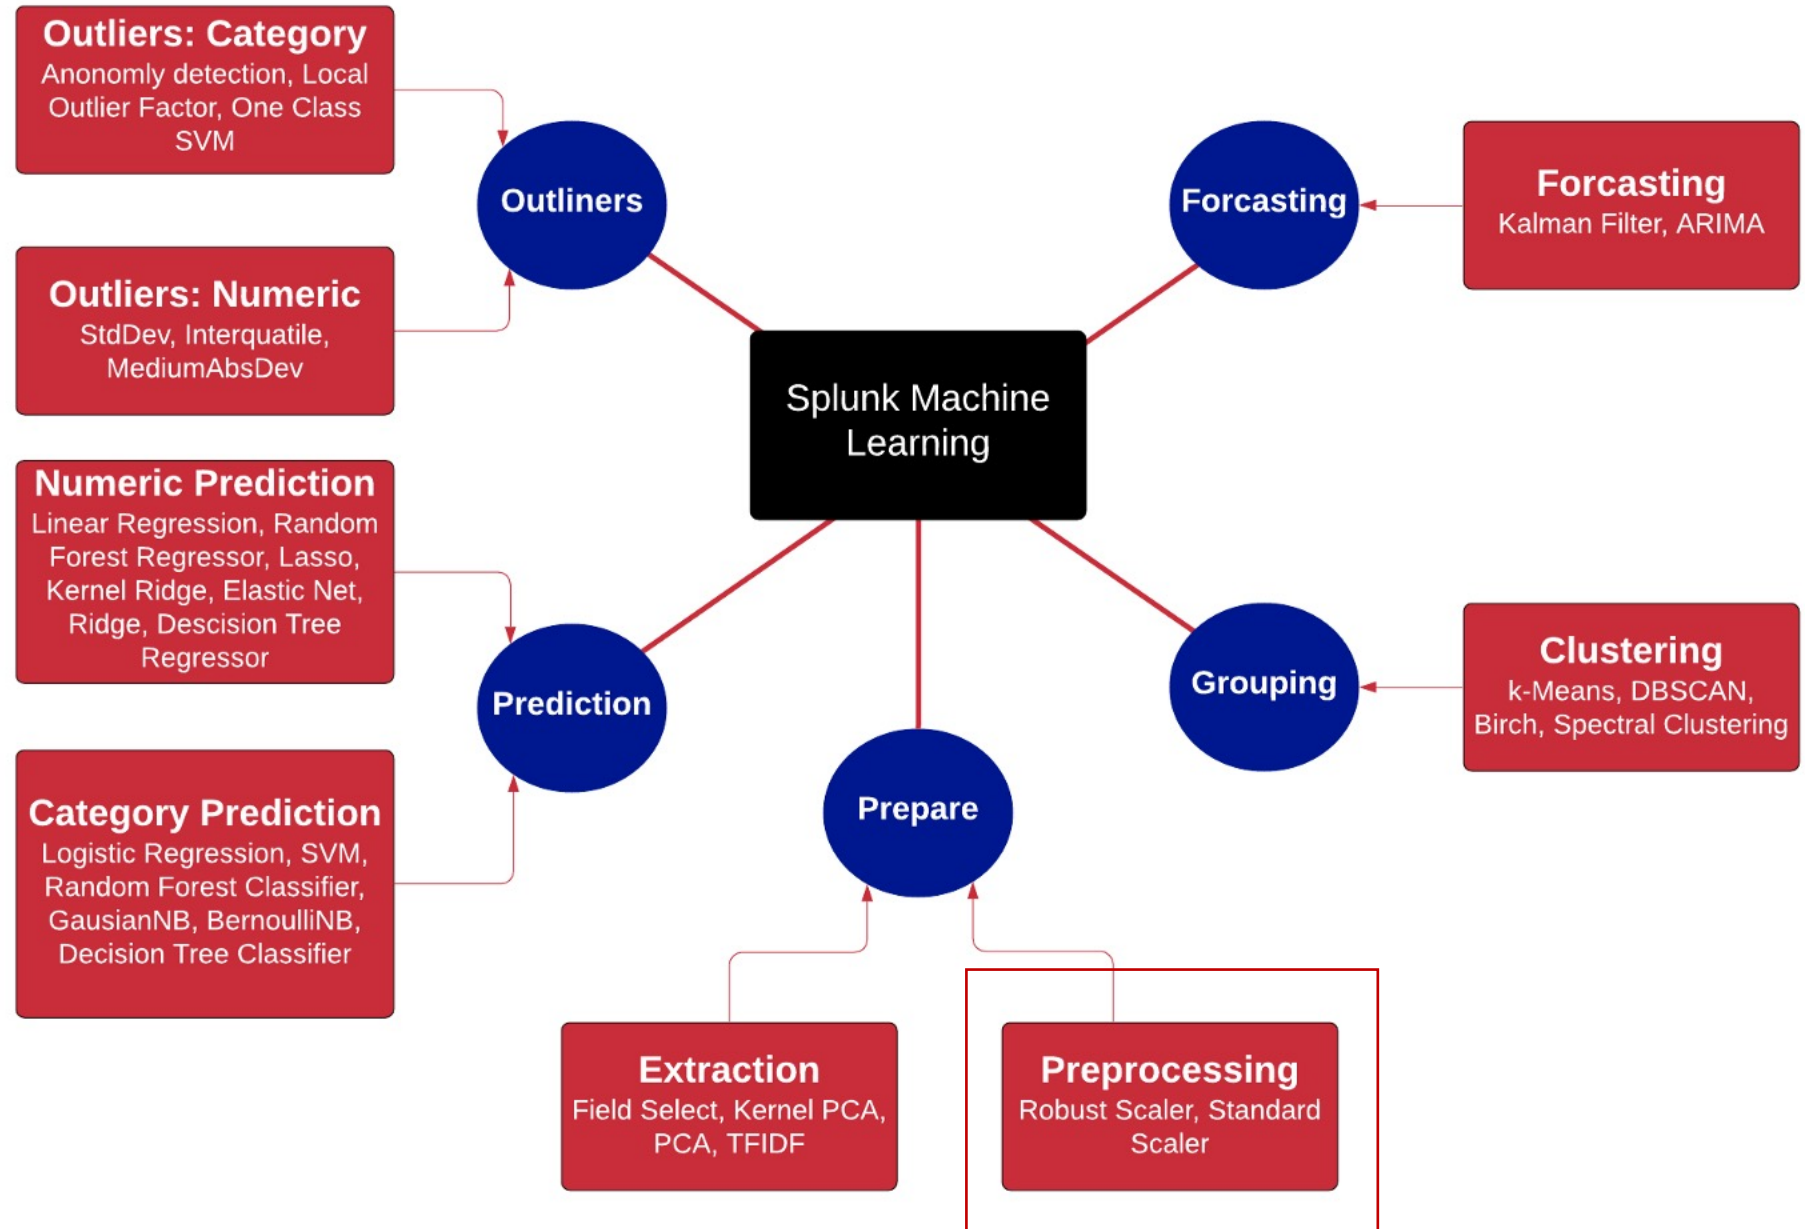 Outliers: Category
Anonomly detection, Local
Outlier Factor, One Class
SVM
Outliners
Forcasting
Forcasting
Kalman Filter, ARIMA
Outliers: Numeric
StdDev, Interquatile,
MediumAbsDev
Splunk Machine
Learning
Numeric Prediction
Linear Regression, Random
Forest Regressor, Lasso,
Kernel Ridge, Elastic Net,
Ridge, Descision Tree
Regressor
Prediction
Grouping
Clustering
k-Means, DBSCAN,
Birch, Spectral Clustering
Category Prediction
Logistic Regression, SVM,
Random Forest Classifier,
GausianNB, BernoulliNB,
Decision Tree Classifier
Prepare
Extraction
Field Select, Kernel PCA,
PCA, TFIDF
Preprocessing
Robust Scaler, Standard
Scaler